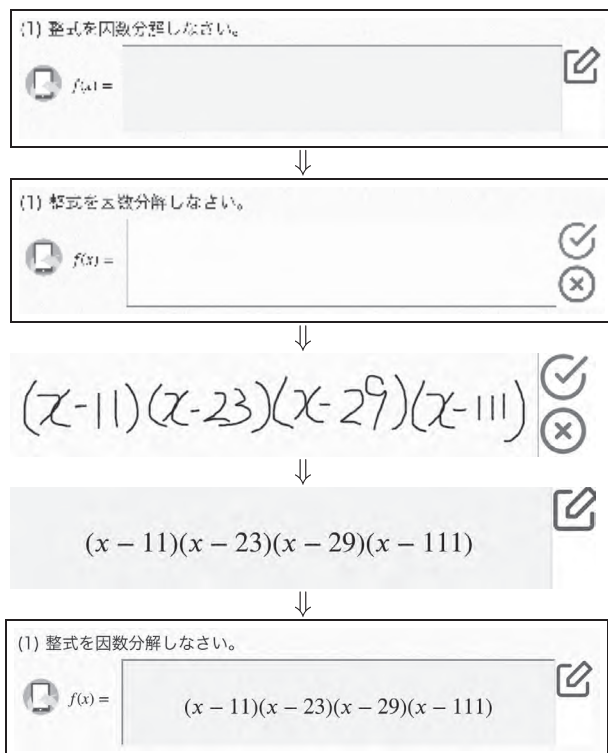 (1) 整式を因数分解しなさい。
f(x) =
(1) 整式を因数分解しなさい。
f(x) =
(x-11)(x-23)(x-29)(x-111)
(x − 11)(x − 23)(x − 29)(x − 111)
(1) 整式を因数分解しなさい。
f(x) = (x − 11)(x − 23)(x − 29)(x − 111)